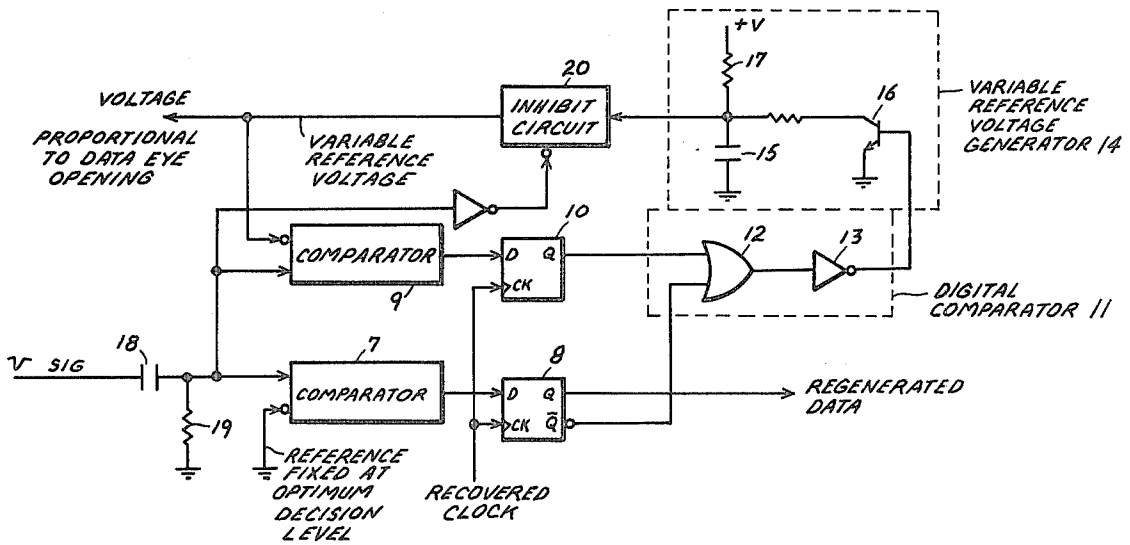 +V
17
16
VARIABLE
REFERENCE
VOLTAGE
GENERATOR 14
15
20
INHIBIT
CIRCUIT
VOLTAGE
PROPORTIONAL
TO DATA EYE
OPENING
VARIABLE
REFERENCE
VOLTAGE
COMPARATOR
9
10
D Q
CK
12
13
DIGITAL
COMPARATOR 11
18
SIG
19
7
COMPARATOR
8
D Q
CK Q̅
REGENERATED
DATA
REFERENCE
FIXED AT
OPTIMUM
DECISION
LEVEL
RECOVERED
CLOCK